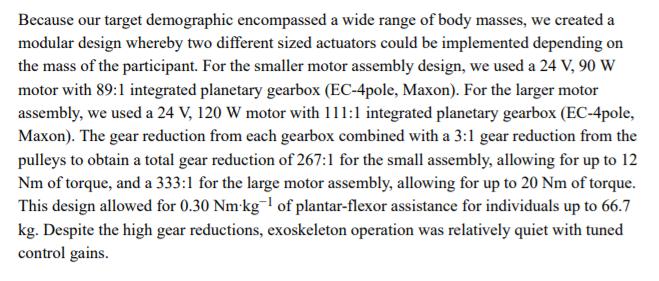 Because our target demographic encompassed a wide range of body masses, we created a
modular design whereby two different sized actuators could be implemented depending on
the mass of the participant. For the smaller motor assembly design, we used a 24 V, 90 W
motor with 89:1 integrated planetary gearbox (EC-4pole, Maxon). For the larger motor
assembly, we used a 24 V, 120 W motor with 111:1 integrated planetary gearbox (EC-4pole,
Maxon). The gear reduction from each gearbox combined with a 3:1 gear reduction from the
pulleys to obtain a total gear reduction of 267:1 for the small assembly, allowing for up to 12
Nm of torque, and a 333:1 for the large motor assembly, allowing for up to 20 Nm of torque.
This design allowed for 0.30 Nm·kg⁻¹ of plantar-flexor assistance for individuals up to 66.7
kg. Despite the high gear reductions, exoskeleton operation was relatively quiet with tuned
control gains.